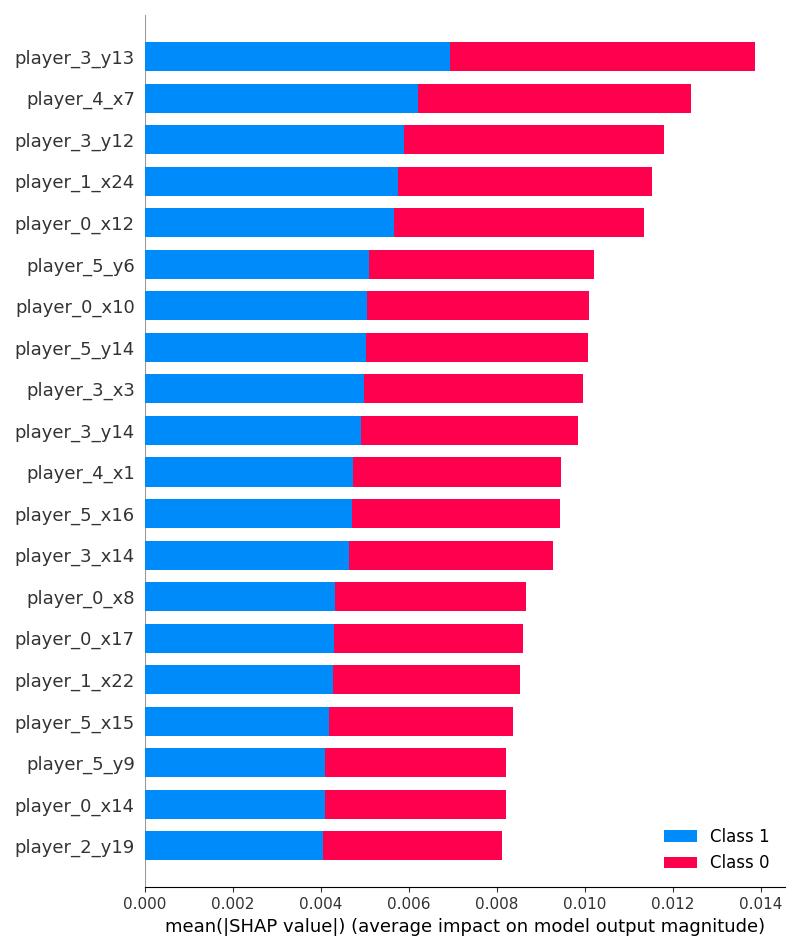 player_3_y13
player_4_x7
player_3_y12
player_1_x24
player_0_x12
player_5_y6
player_0_x10
player_5_y14
player_3_x3
player_3_y14
player_4_x1
player_5_x16
player_3_x14
player_0_x8
player_0_x17
player_1_x22
player_5_x15
player_5_y9
player_0_x14
player_2_y19
Class 1
Class 0
0.000 0.002 0.004 0.006 0.008 0.010 0.012 0.014
mean(|SHAP value|) (average impact on model output magnitude)